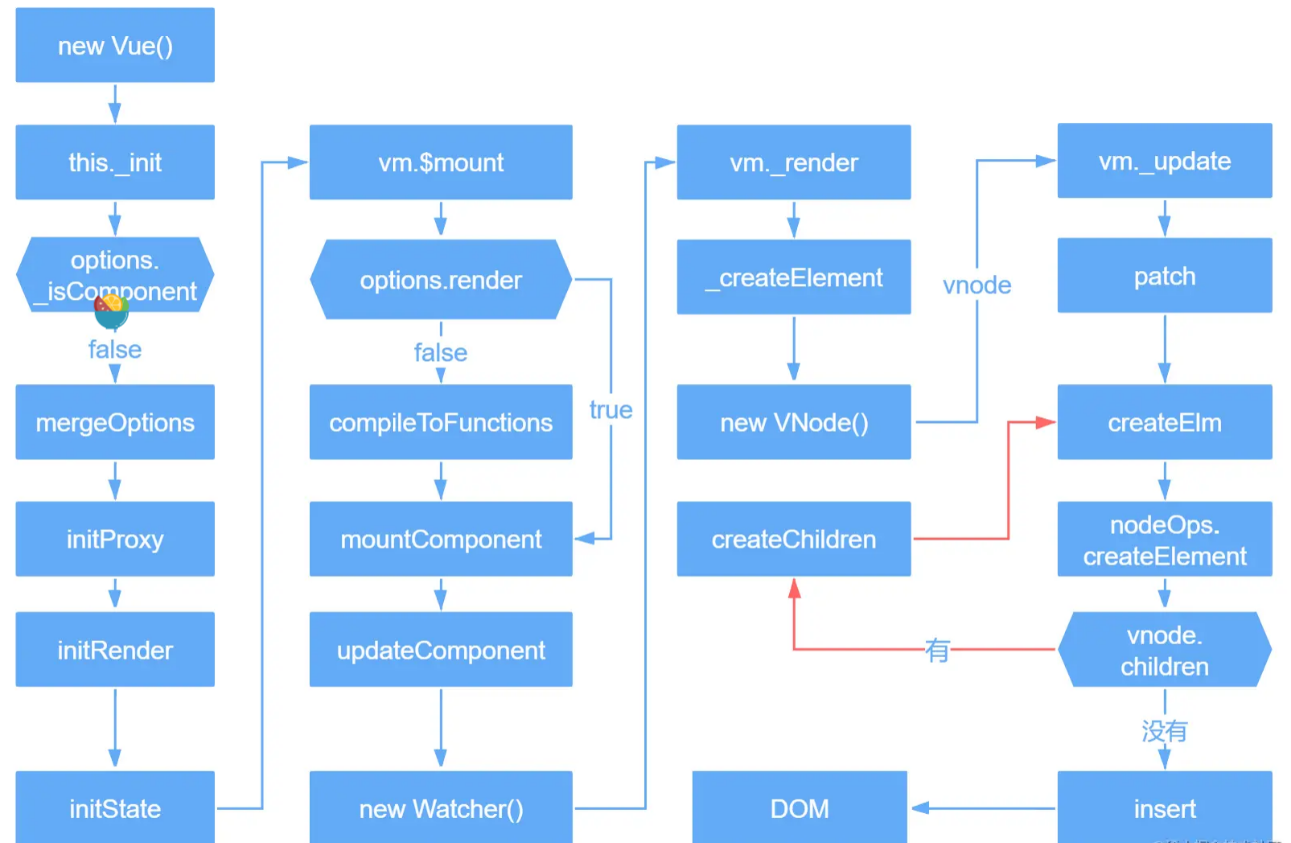 new Vue()
this._init
options.
_isComponent
false
mergeOptions
initProxy
initRender
initState
vm.$mount
options.render
false
true
compileToFunctions
mountComponent
updateComponent
new Watcher()
vm._render
_createElement
new VNode()
vnode
createChildren
有
DOM
vm._update
patch
createElm
nodeOps.
createElement
vnode.
children
没有
insert